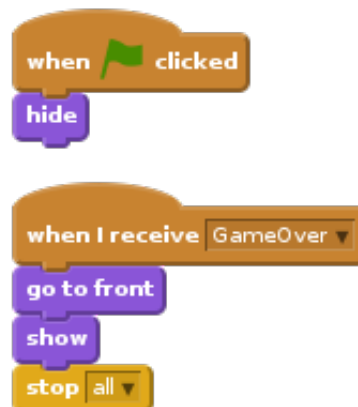 when clicked
hide
when I receive GameOver
go to front
show
stop all